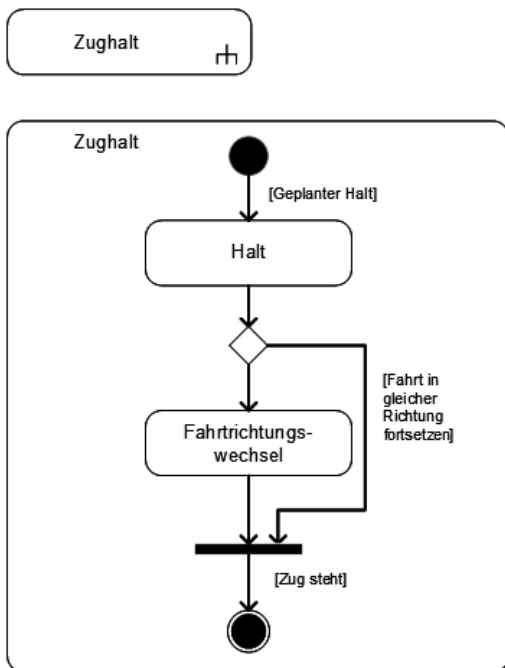 Zughalt
Zughalt
[Geplanter Halt]
Halt
[Fahrt in
gleicher
Richtung
fortsetzen]
Fahrtrichtungs-
wechsel
[Zug steht]